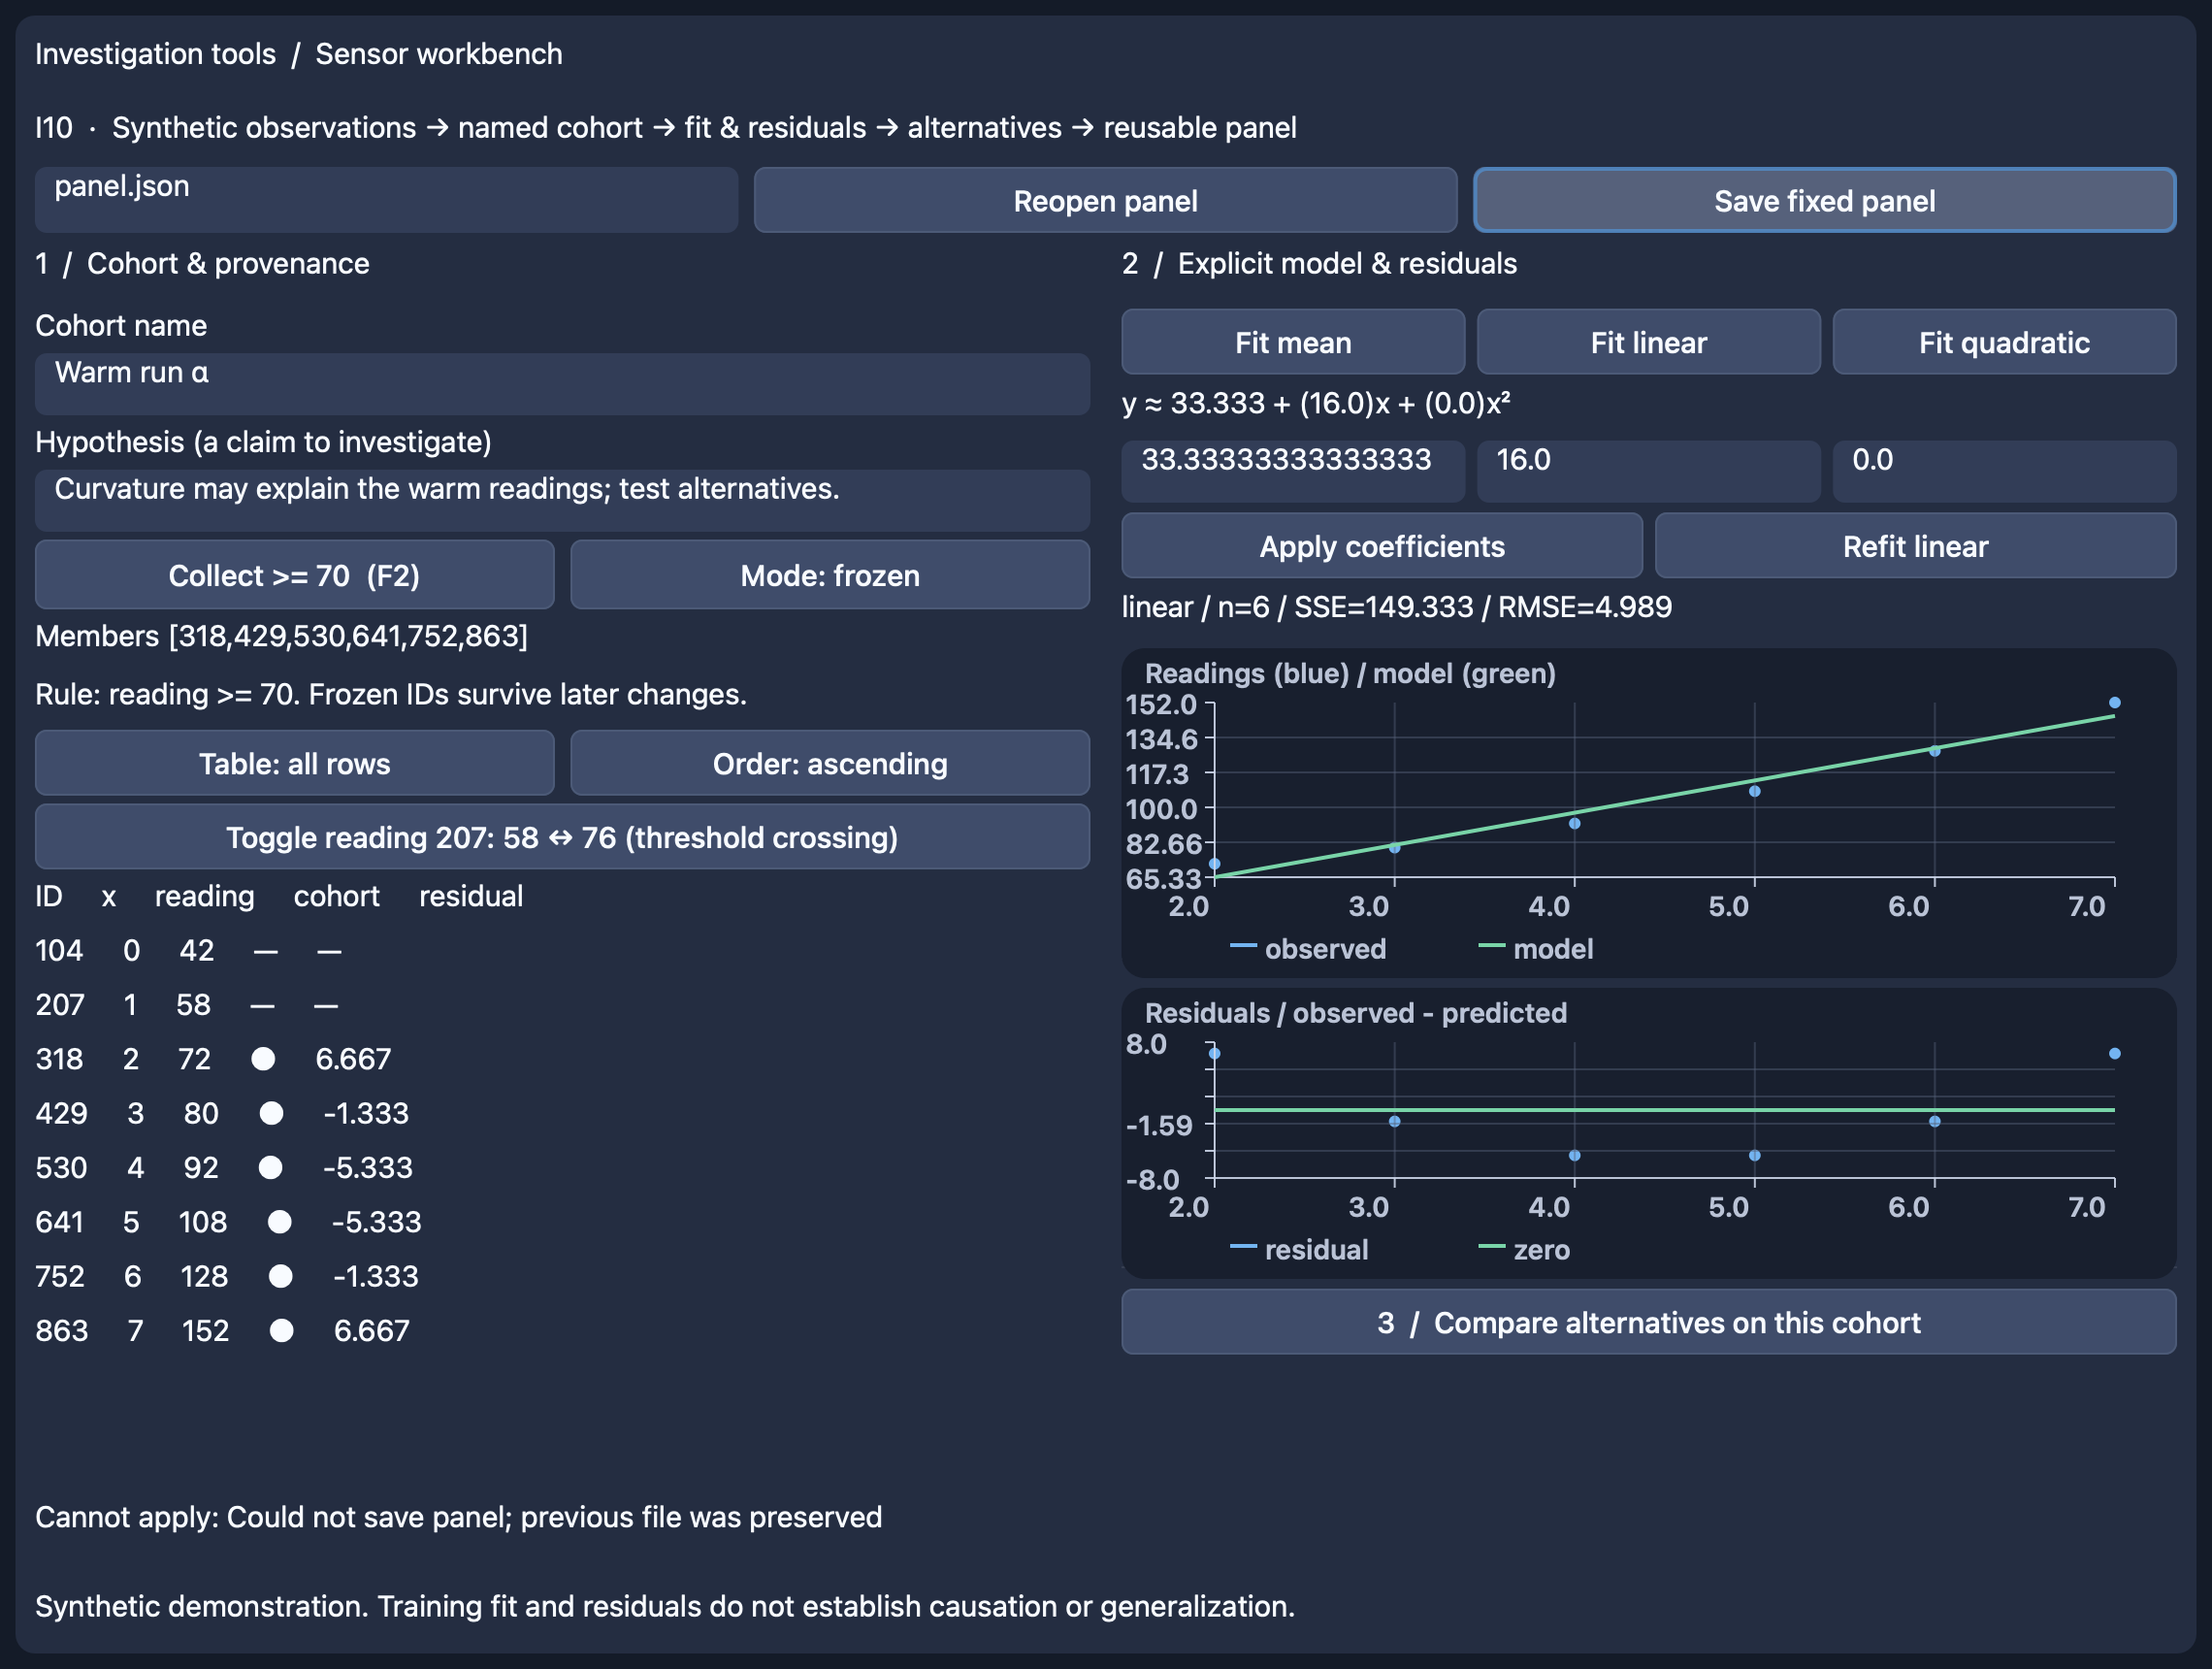 Investigation tools / Sensor workbench
I10 · Synthetic observations → named cohort → fit & residuals → alternatives → reusable panel
panel.json
Reopen panel
Save fixed panel
1 / Cohort & provenance
Cohort name
Warm run α
Hypothesis (a claim to investigate)
Curvature may explain the warm readings; test alternatives.
Collect >= 70 (F2)
Mode: frozen
Members [318,429,530,641,752,863]
Rule: reading >= 70. Frozen IDs survive later changes.
Table: all rows
Order: ascending
Toggle reading 207: 58 ↔ 76 (threshold crossing)
ID x reading cohort residual
104 0 42 — —
207 1 58 — —
318 2 72 ● 6.667
429 3 80 ● -1.333
530 4 92 ● -5.333
641 5 108 ● -5.333
752 6 128 ● -1.333
863 7 152 ● 6.667
2 / Explicit model & residuals
Fit mean
Fit linear
Fit quadratic
y ≈ 33.333 + (16.0)x + (0.0)x²
33.33333333333333
16.0
0.0
Apply coefficients
Refit linear
linear / n=6 / SSE=149.333 / RMSE=4.989
Readings (blue) / model (green)
152.0
134.6
117.3
100.0
82.66
65.33
2.0 3.0 4.0 5.0 6.0 7.0
observed model
Residuals / observed - predicted
8.0
-1.59
-8.0
2.0 3.0 4.0 5.0 6.0 7.0
residual zero
3 / Compare alternatives on this cohort
Cannot apply: Could not save panel; previous file was preserved
Synthetic demonstration. Training fit and residuals do not establish causation or generalization.